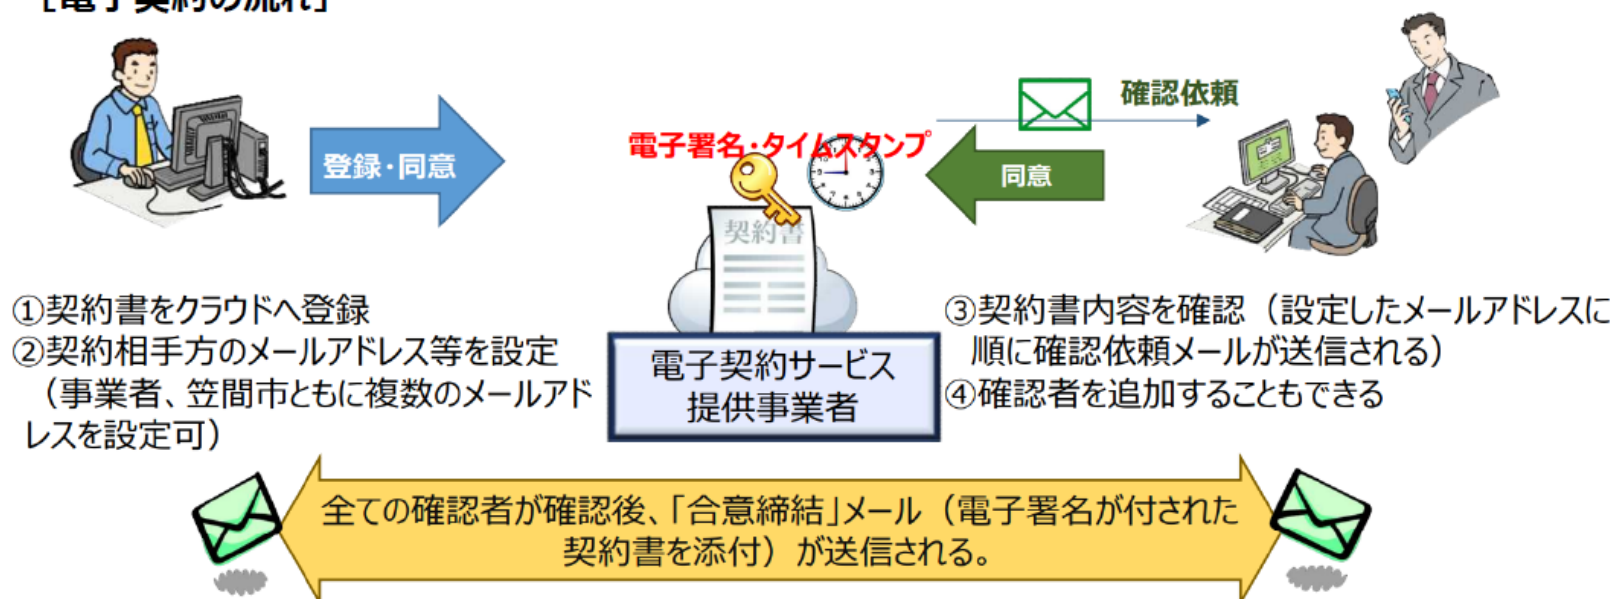 ［電子契約の流れ］
登録・同意
電子署名・タイムスタンプ
確認依頼
同意
契約書
①契約書をクラウドへ登録
②契約相手方のメールアドレス等を設定
（事業者、笠間市ともに複数のメールアド
レスを設定可）
電子契約サービス
提供事業者
③契約書内容を確認（設定したメールアドレスに
順に確認依頼メールが送信される）
④確認者を追加することもできる
全ての確認者が確認後、「合意締結」メール（電子署名が付された
契約書を添付）が送信される。